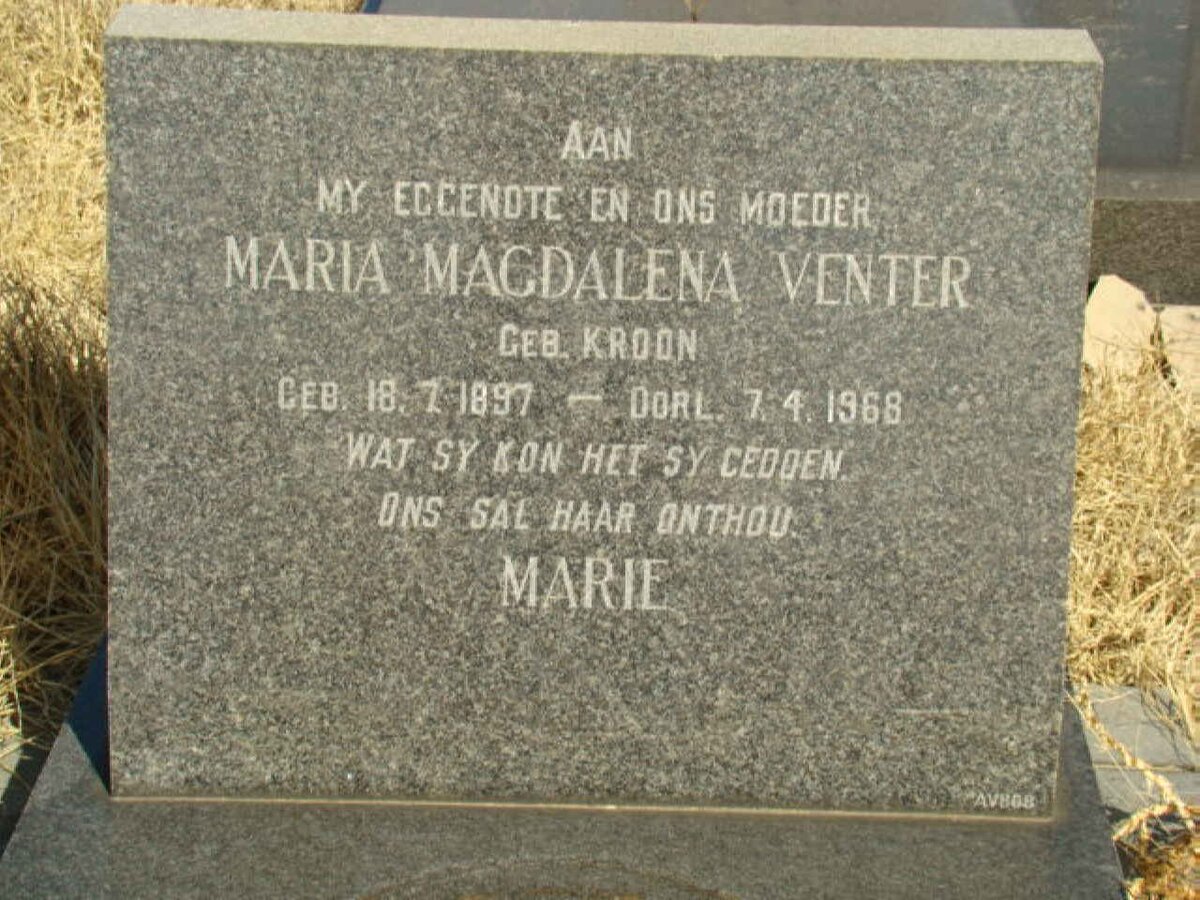 AAN
MY EGGENOTE EN ONS MOEDER
MARIA MAGDALENA VENTER
GEB. KROON
GEB. 18.7.1897 — OORL. 7.4.1968
WAT SY KON HET SY GEDOEN.
ONS SAL HAAR ONTHOU.
MARIE
AVBOB